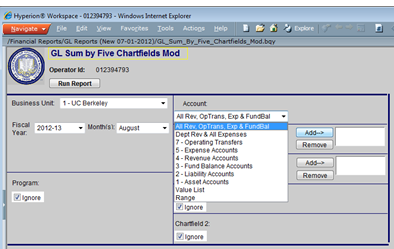 Hyperion® Workspace - 012394793 - Windows Internet Explorer
Navigate File Edit View Favorites Tools Actions Help Explore
/Financial Reports/GL Reports (New 07-01-2012)/GL_Sum_By_Five_Chartfields_Mod.bqy
GL Sum by Five Chartfields Mod
Operator Id: 012394793
Run Report
Business Unit: 1 - UC Berkeley
Account:
All Rev, OpTrans, Exp & FundBal
Fiscal Year: 2012-13 Month(s): August
All Rev, OpTrans, Exp & FundBal
Dept Rev & All Expenses
7 - Operating Transfers
5 - Expense Accounts
4 - Revenue Accounts
3 - Fund Balance Accounts
2 - Liability Accounts
1 - Asset Accounts
Value List
Range
Add-->
Remove
Add-->
Remove
Program:
Ignore
Ignore
Chartfield 2:
Ignore